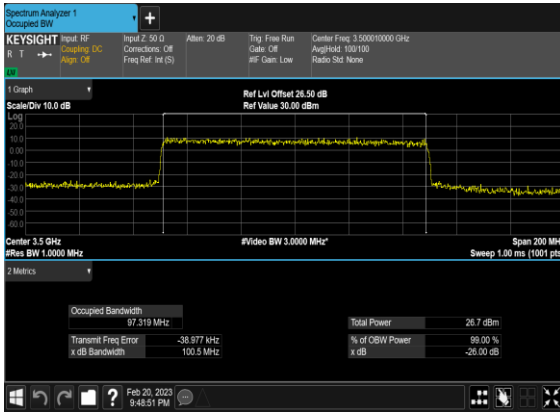 Spectrum Analyzer 1
Occupied BW
+
KEYSIGHT
R T
LXI
Input: RF
Coupling: DC
Align: Off
Input Z: 50 Ω
Corrections: Off
Freq Ref: Int (S)
Atten: 20 dB
Trig: Free Run
Gate: Off
#IF Gain: Low
Center Freq: 3.500010000 GHz
Avg|Hold: 100/100
Radio Std: None
1 Graph
Scale/Div 10.0 dB
Ref Lvl Offset 26.50 dB
Ref Value 30.00 dBm
Log
20.0
10.0
0.00
-10.0
-20.0
-30.0
-40.0
-50.0
-60.0
Center 3.5 GHz
#Video BW 3.0000 MHz*
Span 200 MH
#Res BW 1.0000 MHz
Sweep 1.00 ms (1001 pts
2 Metrics
Occupied Bandwidth
97.319 MHz
Total Power 26.7 dBm
Transmit Freq Error -38.977 kHz
% of OBW Power 99.00 %
x dB Bandwidth 100.5 MHz
x dB -26.00 dB
?
Feb 20, 2023
9:48:51 PM